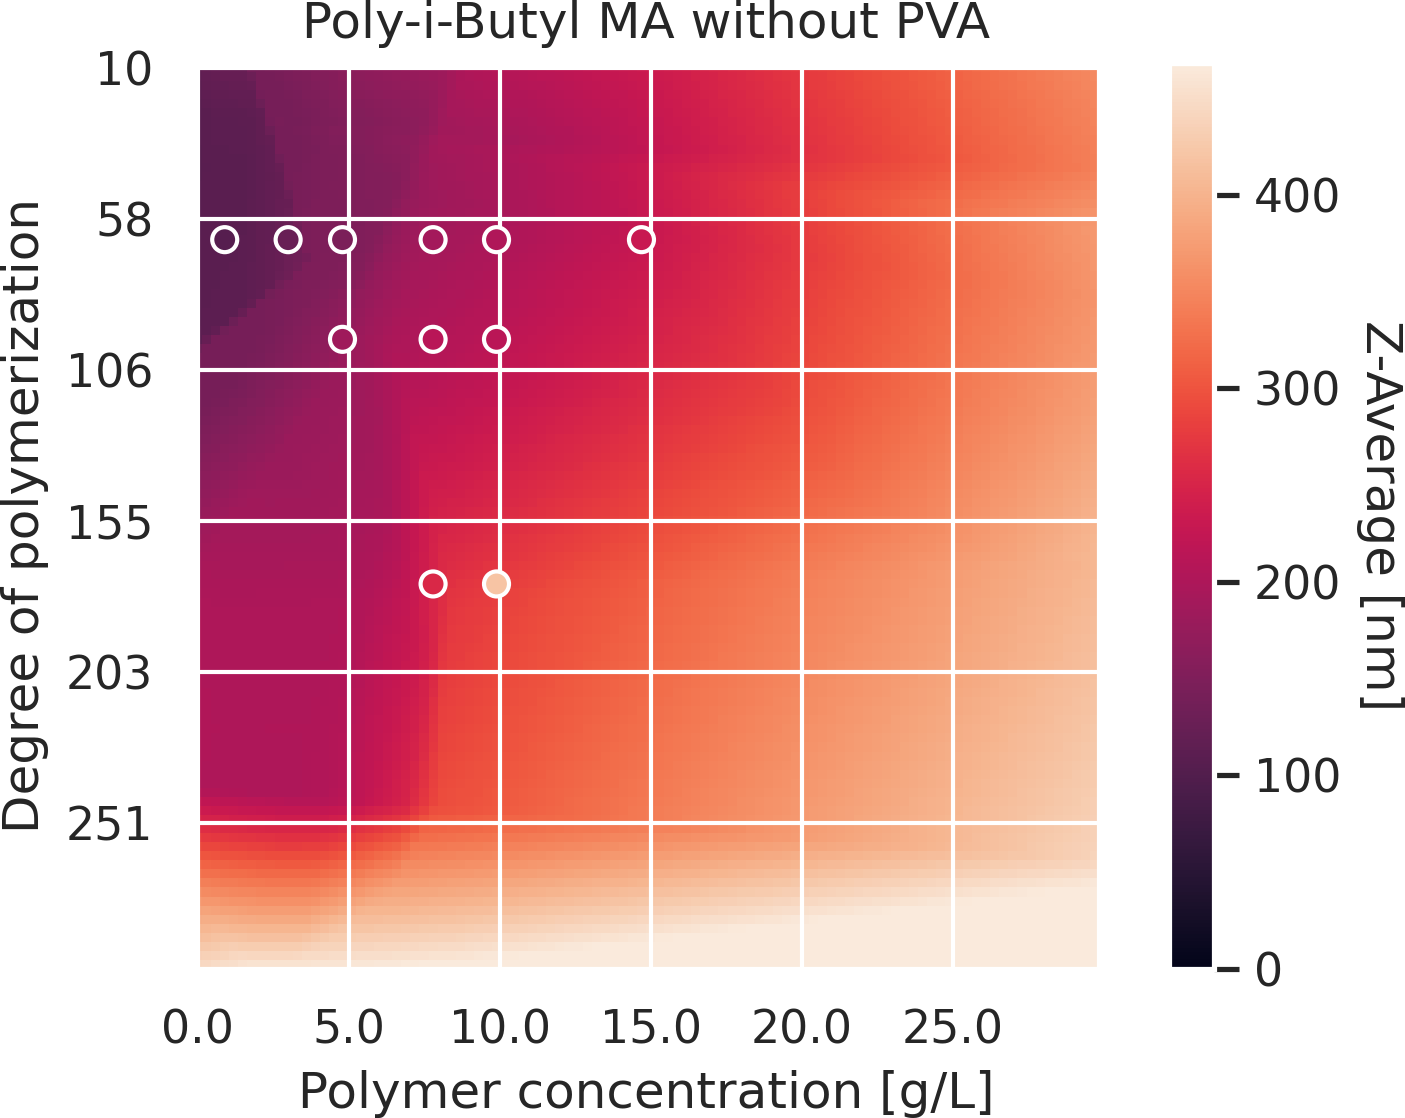 Poly-i-Butyl MA without PVA
10
58
106
155
203
251
Degree of polymerization
0.0 5.0 10.0 15.0 20.0 25.0
Polymer concentration [g/L]
400
300
200
100
0
Z-Average [nm]